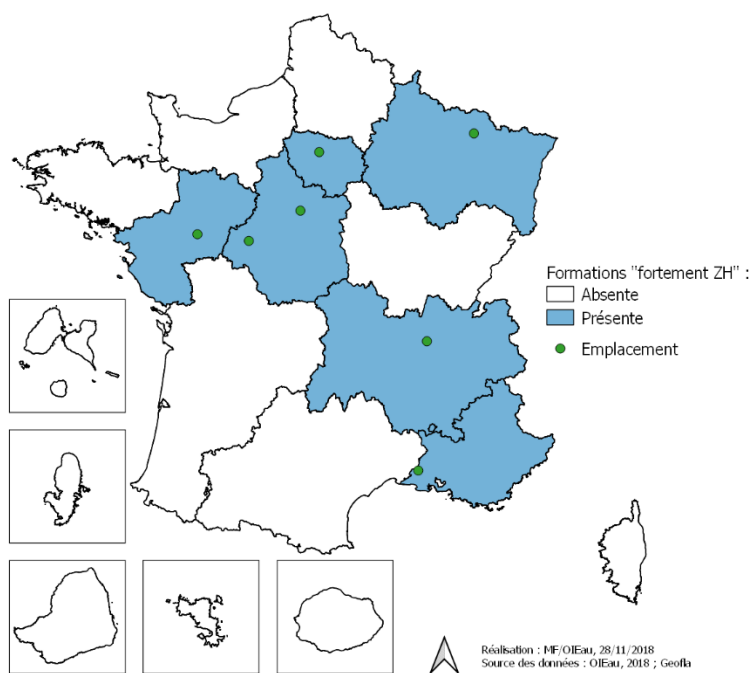 Formations "fortement ZH" :
Absente
Présente
Emplacement
Réalisation : MF/OIEau, 28/11/2018
Source des données : OIEau, 2018 ; Geofla